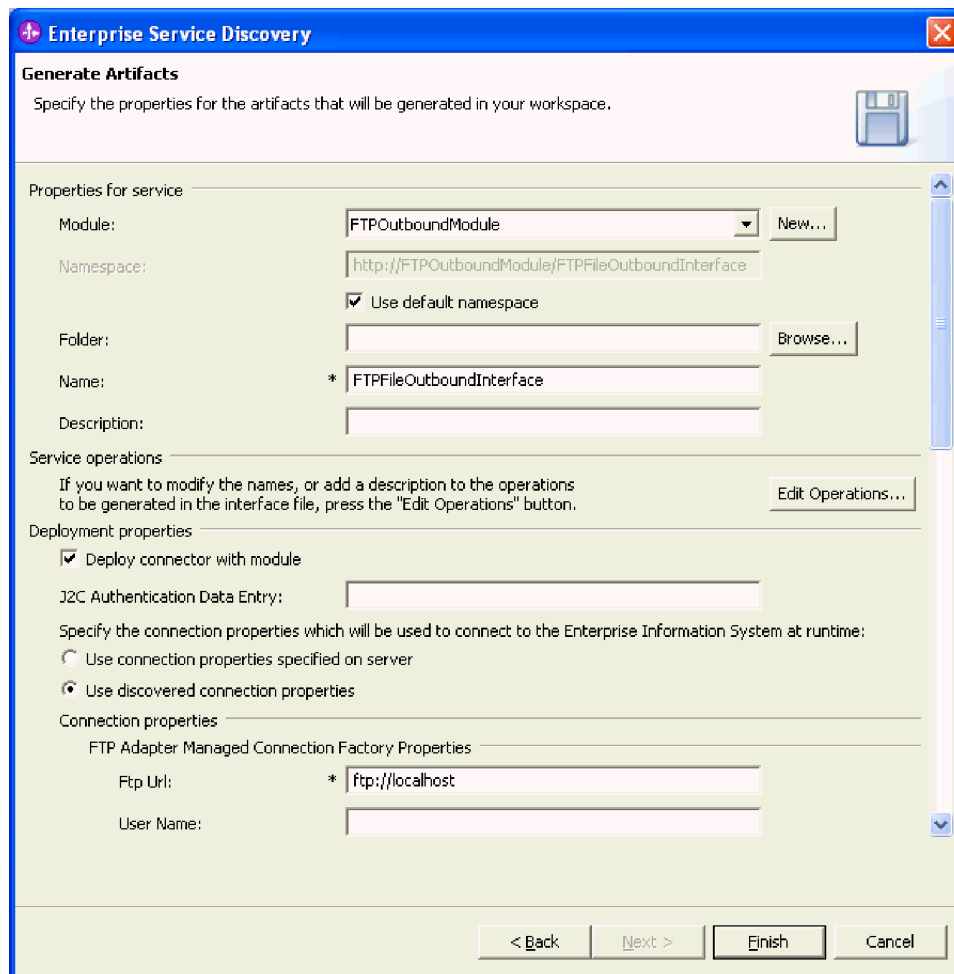 Enterprise Service Discovery
Generate Artifacts
Specify the properties for the artifacts that will be generated in your workspace.
Properties for service
Module: FTPOutboundModule New...
Namespace: http://FTPOutboundModule/FTPFileOutboundInterface
Use default namespace
Folder: Browse...
Name: * FTPFileOutboundInterface
Description:
Service operations
If you want to modify the names, or add a description to the operations
to be generated in the interface file, press the "Edit Operations" button.
Edit Operations...
Deployment properties
Deploy connector with module
J2C Authentication Data Entry:
Specify the connection properties which will be used to connect to the Enterprise Information System at runtime:
Use connection properties specified on server
Use discovered connection properties
Connection properties
FTP Adapter Managed Connection Factory Properties
Ftp Url: * ftp://localhost
User Name:
< Back Next > Finish Cancel